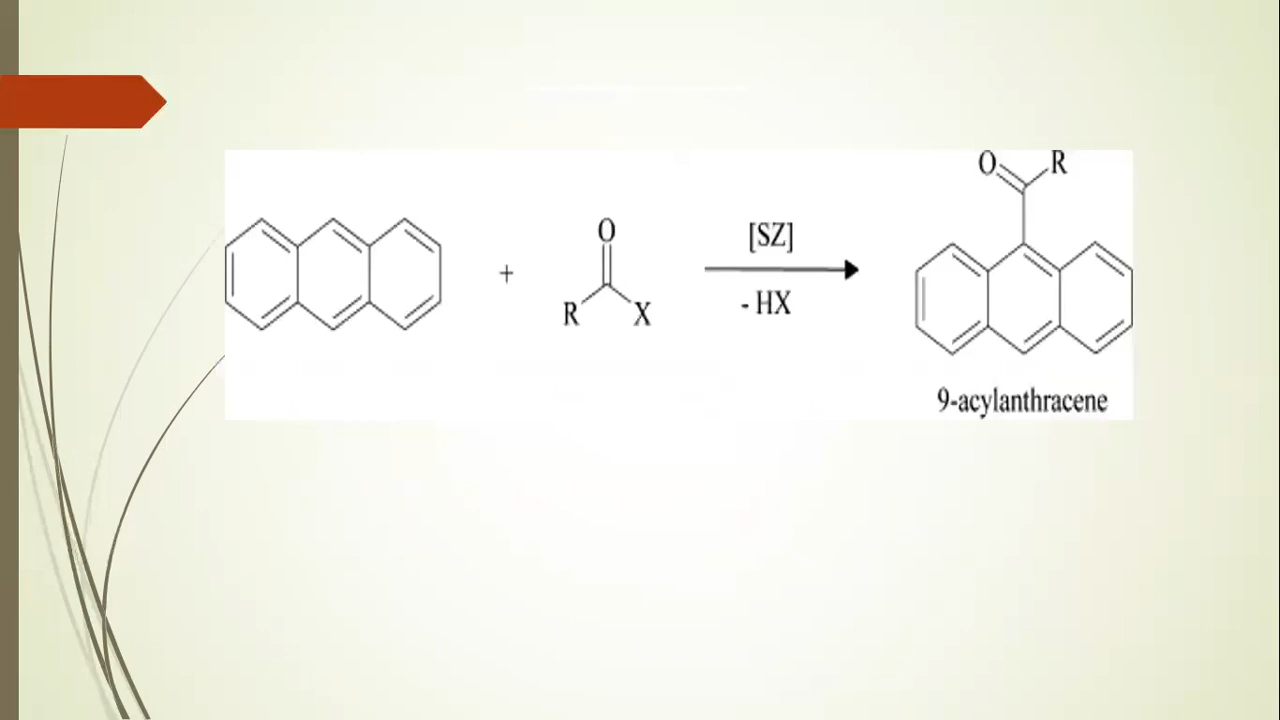 O R
O
R X
+
[SZ]
- HX
9-acylanthracene